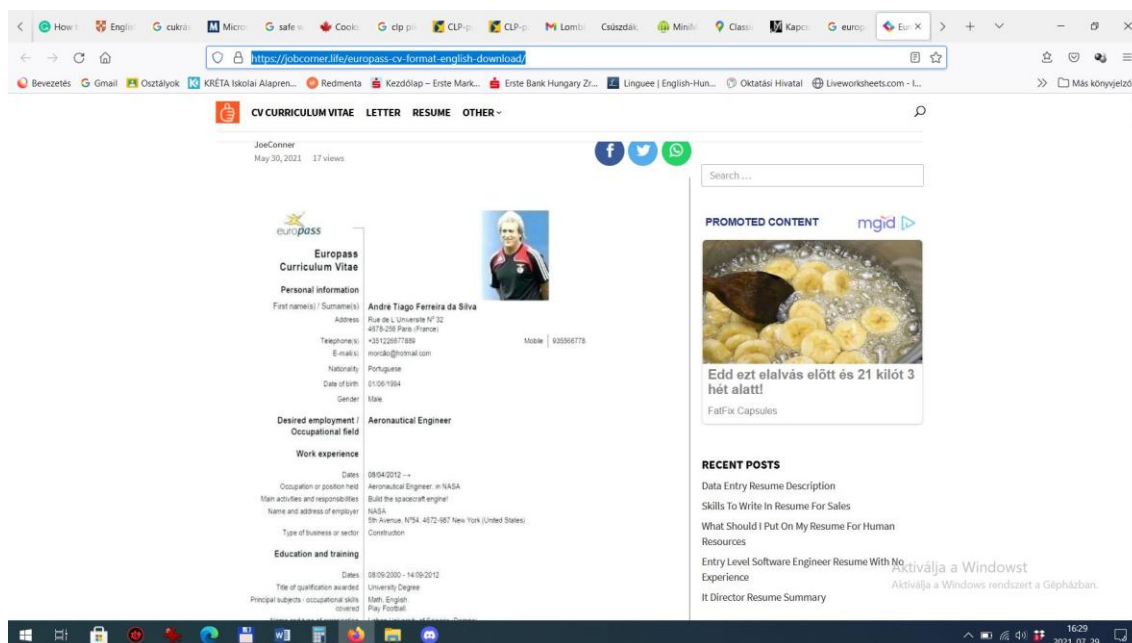 How
Englis
cukrá
Micro
safe w
Cooki
clp pi
CLP-p
CLP-p
Lomb
Csúszdák,
Minim
Class
Kapcs
europ
Eur
https://jobcorner.life/europass-cv-format-english-download/
Bevezetés
Gmail
Osztályok
KRÉTA Iskolai Alapren...
Redmenta
Kezdőlap – Erste Mark...
Erste Bank Hungary Zr...
Linguee | English-Hun...
Oktatási Hivatal
Liveworksheets.com - I...
Más könyvjelző
CV CURRICULUM VITAE LETTER RESUME OTHER
JoeConner
May 30, 2021 17 views
Search …
europass
Europass
Curriculum Vitae
Personal information
First name(s) / Surname(s) André Tiago Ferreira da Silva
Address Rue de L Universite Nº 32
4678-256 Paris (France)
Telephone(s) +351226677889 Mobile 935566778
E-mail(s) morcão@hotmail.com
Nationality Portuguese
Date of birth 01/06/1994
Gender Male
Desired employment / Aeronautical Engineer
Occupational field
Work experience
Dates 08/04/2012 →
Occupation or position held Aeronautical Engineer, in NASA
Main activities and responsibilities Build the spacecraft engine!
Name and address of employer NASA
5th Avenue, Nº54, 4672-987 New York (United States)
Type of business or sector Construction
Education and training
Dates 08/09/2000 - 14/09/2012
Title of qualification awarded University Degree
Principal subjects / occupational skills Math, English
covered Play Football
PROMOTED CONTENT mgid
Edd ezt elalvás előtt és 21 kilót 3
hét alatt!
FatFix Capsules
RECENT POSTS
Data Entry Resume Description
Skills To Write In Resume For Sales
What Should I Put On My Resume For Human
Resources
Entry Level Software Engineer Resume With No
Experience
It Director Resume Summary
Aktiválja a Windowst
Aktiválja a Windows rendszert a Gépházban.
16:29
2021. 07. 29.